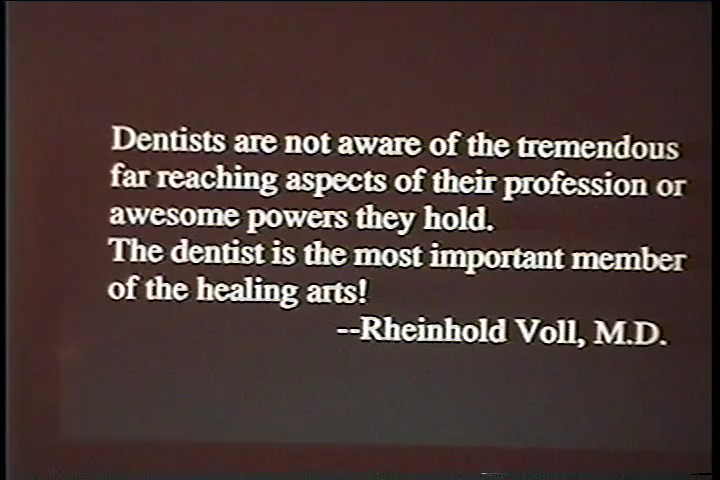 Dentists are not aware of the tremendous
far reaching aspects of their profession or
awesome powers they hold.
The dentist is the most important member
of the healing arts!
--Rheinhold Voll, M.D.